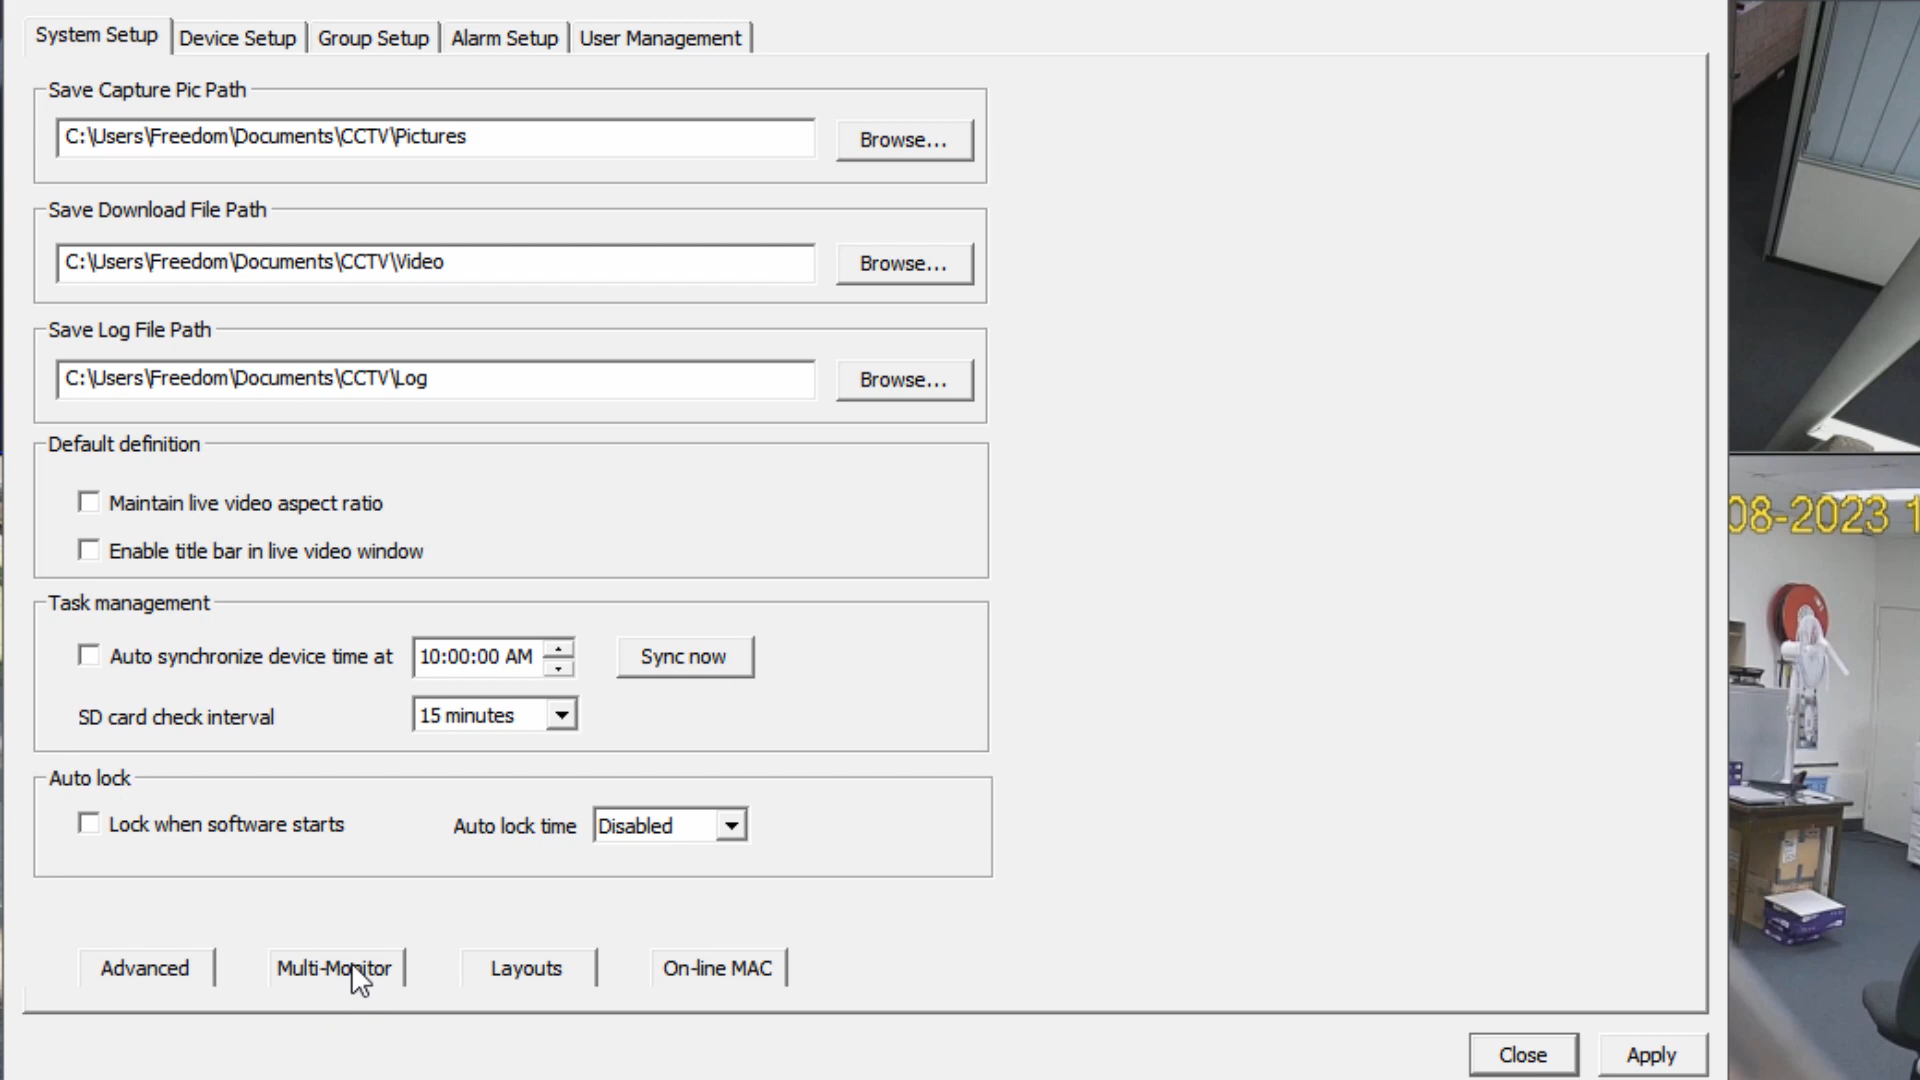 System Setup Device Setup Group Setup Alarm Setup User Management
Save Capture Pic Path
C:\Users\Freedom\Documents\CCTV\Pictures Browse...
Save Download File Path
C:\Users\Freedom\Documents\CCTV\Video Browse...
Save Log File Path
C:\Users\Freedom\Documents\CCTV\Log Browse...
Default definition
Maintain live video aspect ratio
08-2023 1
Enable title bar in live video window
Task management
Auto synchronize device time at 10:00:00 AM Sync now
SD card check interval 15 minutes
Auto lock
Lock when software starts Auto lock time Disabled
Advanced Multi-Monitor Layouts On-line MAC
Close Apply